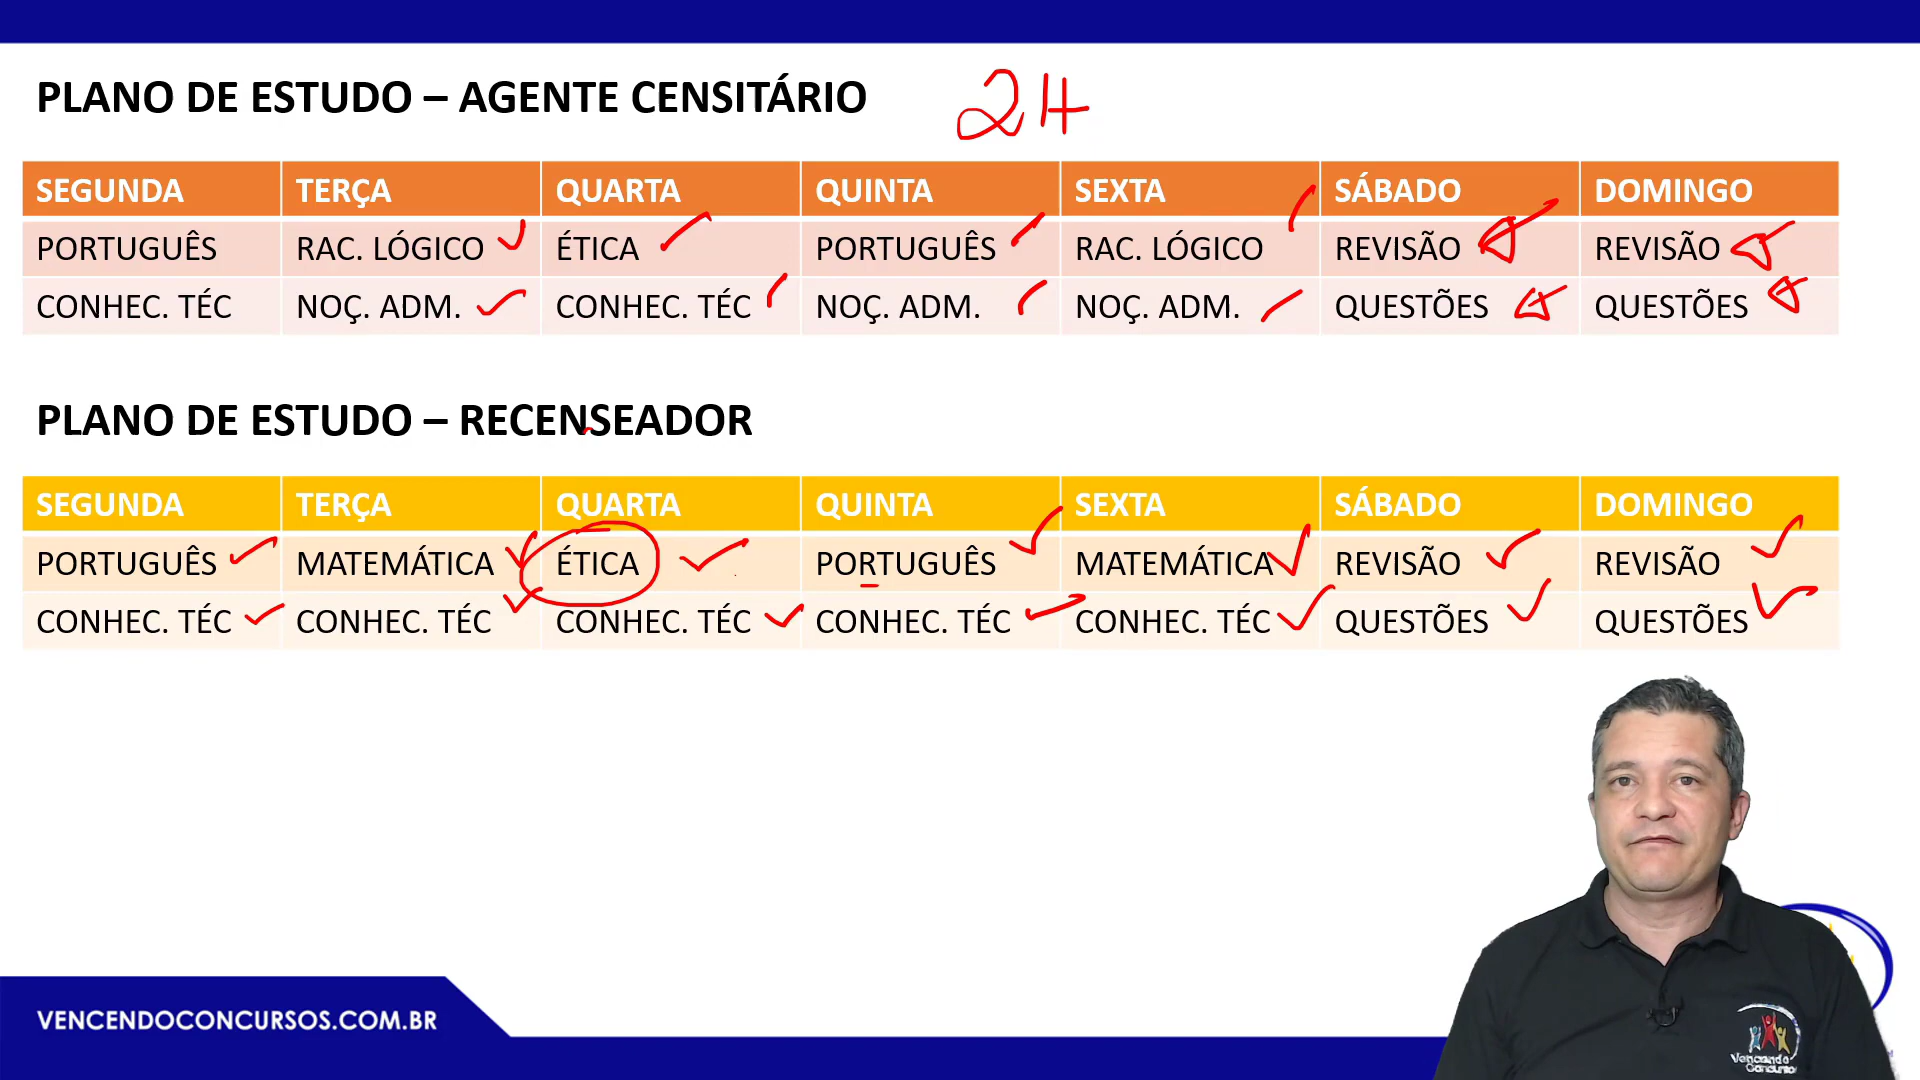 PLANO DE ESTUDO – AGENTE CENSITÁRIO 24
SEGUNDA TERÇA QUARTA QUINTA SEXTA SÁBADO DOMINGO
PORTUGUÊS RAC. LÓGICO ÉTICA PORTUGUÊS RAC. LÓGICO REVISÃO REVISÃO
CONHEC. TÉC NOÇ. ADM. CONHEC. TÉC NOÇ. ADM. NOÇ. ADM. QUESTÕES QUESTÕES
PLANO DE ESTUDO – RECENSEADOR
SEGUNDA TERÇA QUARTA QUINTA SEXTA SÁBADO DOMINGO
PORTUGUÊS MATEMÁTICA ÉTICA PORTUGUÊS MATEMÁTICA REVISÃO REVISÃO
CONHEC. TÉC CONHEC. TÉC CONHEC. TÉC CONHEC. TÉC CONHEC. TÉC QUESTÕES QUESTÕES
VENCENDOCONCURSOS.COM.BR
Vencendo
Concursos